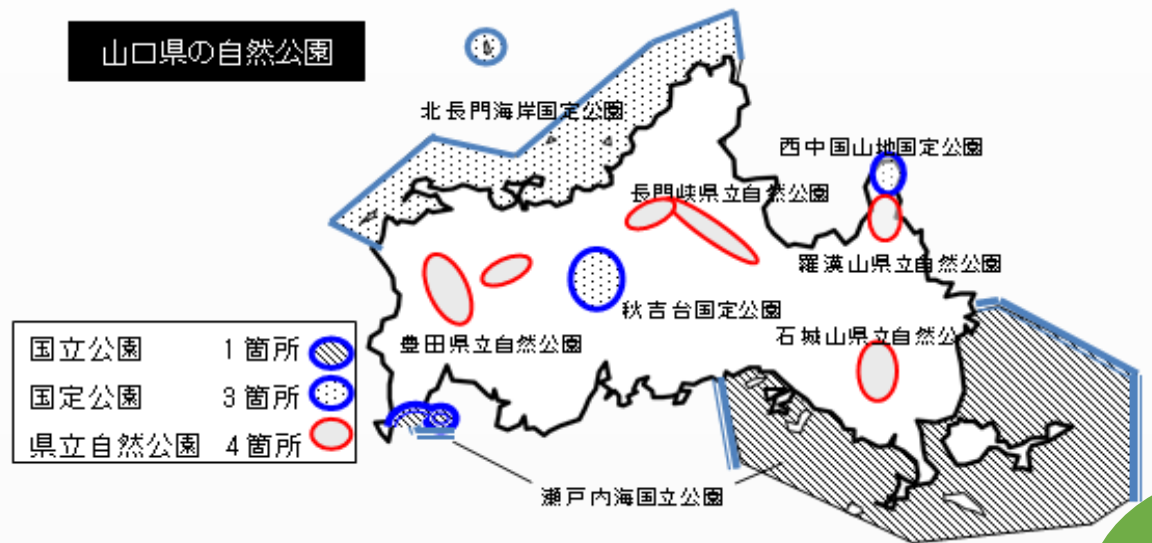 山口県の自然公園
北長門海岸国定公園
西中国山地国定公園
長門峡県立自然公園
羅漢山県立自然公園
秋吉台国定公園
石城山県立自然公
豊田県立自然公園
国立公園 1箇所
国定公園 3箇所
県立自然公園 4箇所
瀬戸内海国立公園